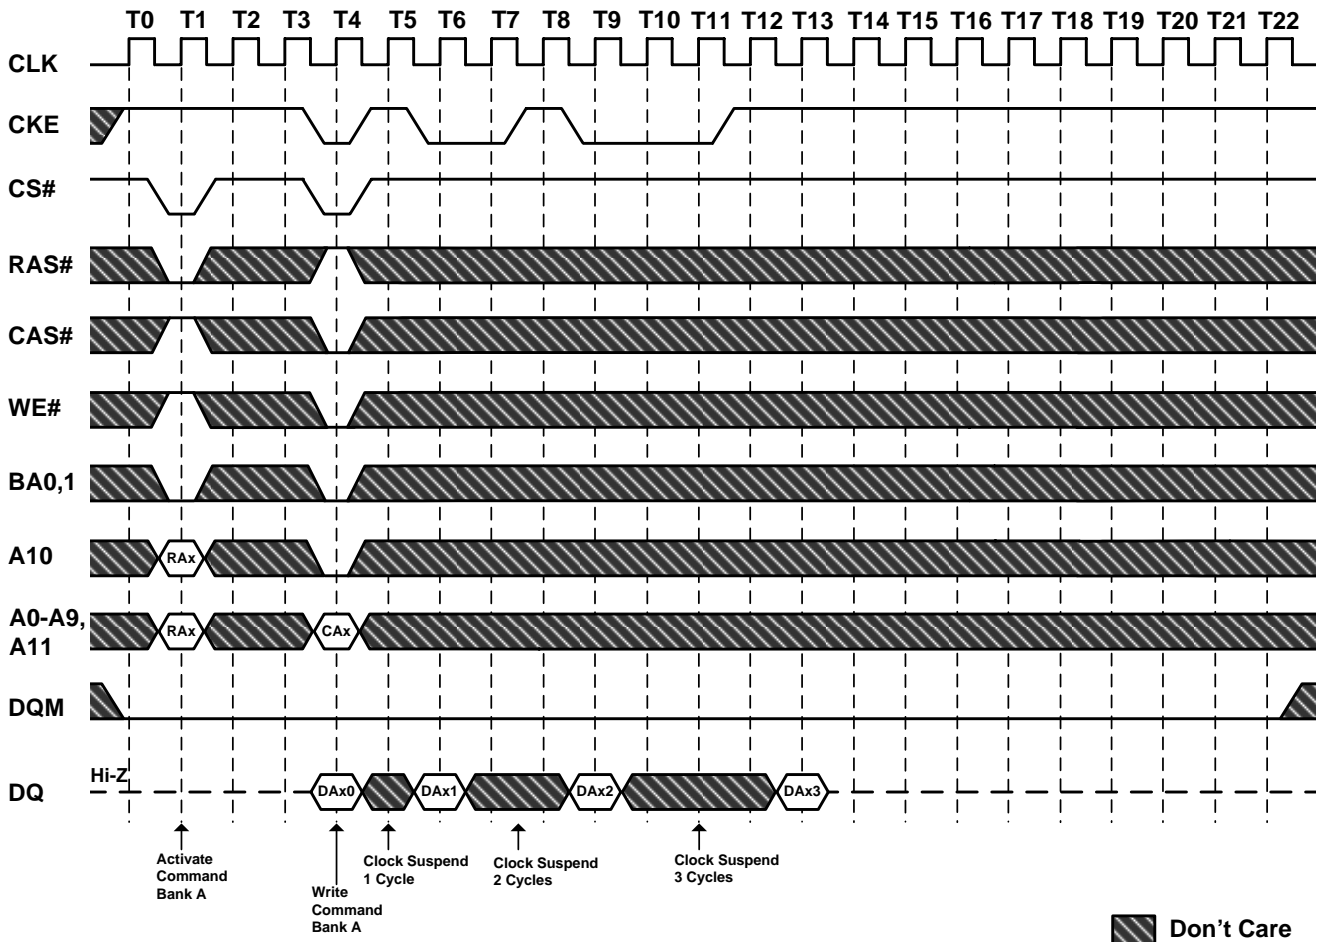 T0 T1 T2 T3 T4 T5 T6 T7 T8 T9 T10 T11 T12 T13 T14 T15 T16 T17 T18 T19 T20 T21 T22
CLK
CKE
CS#
RAS#
CAS#
WE#
BA0,1
A10
RAx
A0-A9,
A11
RAx CAx
DQM
Hi-Z
DQ
DAx0 DAx1 DAx2 DAx3
Activate
Command
Bank A
Write
Command
Bank A
Clock Suspend
1 Cycle
Clock Suspend
2 Cycles
Clock Suspend
3 Cycles
Don't Care